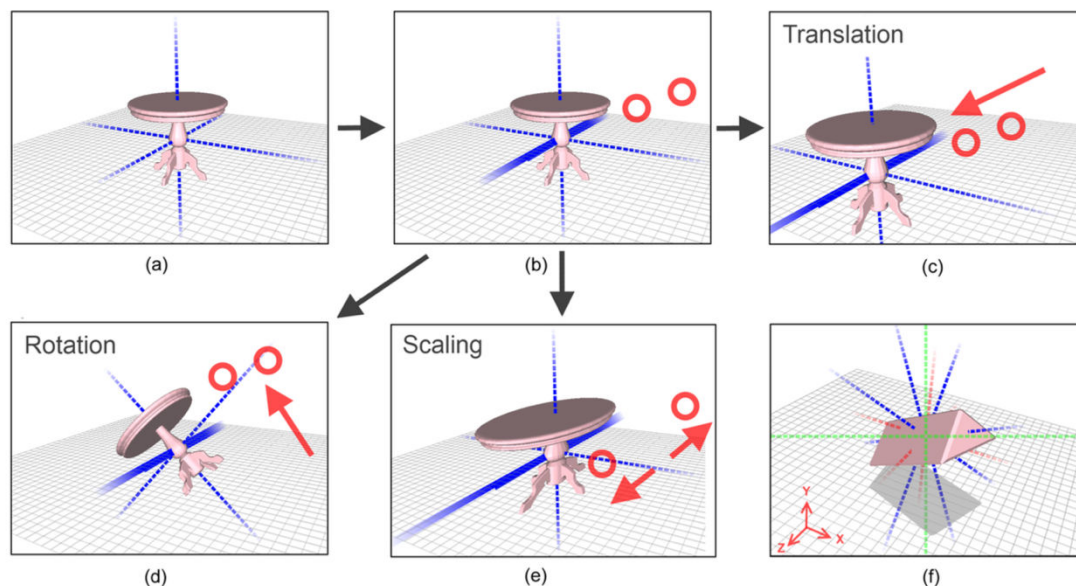 Translation
(a)
(b)
(c)
Rotation
Scaling
Y
Z
X
(d)
(e)
(f)